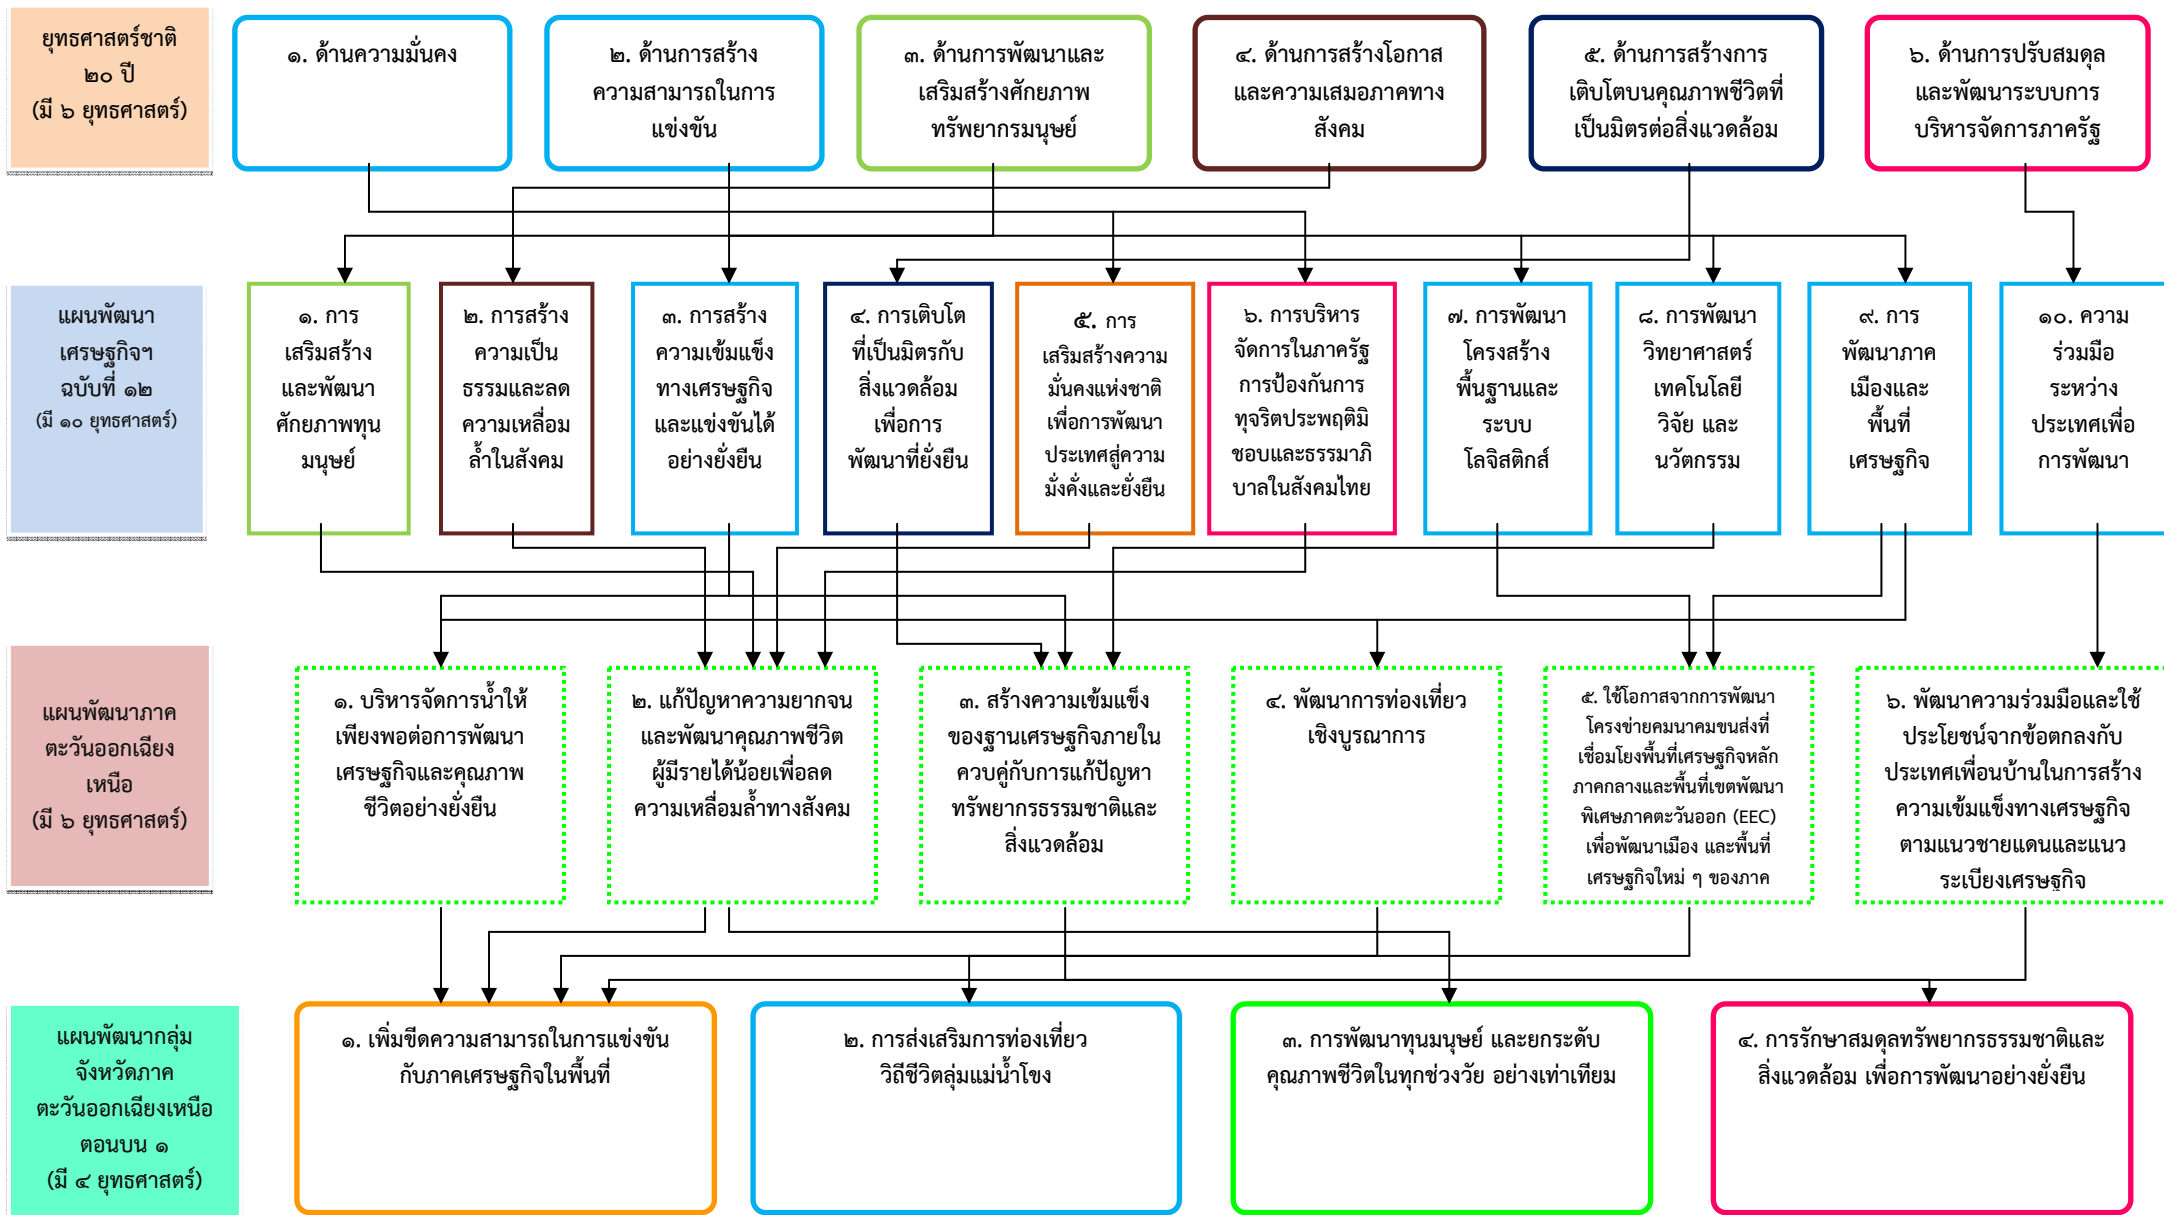 ยุทธศาสตร์ชาติ
๒๐ ปี
(มี ๖ ยุทธศาสตร์)
๑. ด้านความมั่นคง
๒. ด้านการสร้าง
ความสามารถในการ
แข่งขัน
๓. ด้านการพัฒนาและ
เสริมสร้างศักยภาพ
ทรัพยากรมนุษย์
๔. ด้านการสร้างโอกาส
และความเสมอภาคทาง
สังคม
๕. ด้านการสร้างการ
เติบโตบนคุณภาพชีวิตที่
เป็นมิตรต่อสิ่งแวดล้อม
๖. ด้านการปรับสมดุล
และพัฒนาระบบการ
บริหารจัดการภาครัฐ
แผนพัฒนา
เศรษฐกิจฯ
ฉบับที่ ๑๒
(มี ๑๐ ยุทธศาสตร์)
๑. การ
เสริมสร้าง
และพัฒนา
ศักยภาพทุน
มนุษย์
๒. การสร้าง
ความเป็น
ธรรมและลด
ความเหลื่อม
ล้ำในสังคม
๓. การสร้าง
ความเข้มแข็ง
ทางเศรษฐกิจ
และแข่งขันได้
อย่างยั่งยืน
๔. การเติบโต
ที่เป็นมิตรกับ
สิ่งแวดล้อม
เพื่อการ
พัฒนาที่ยั่งยืน
๕. การ
เสริมสร้างความ
มั่นคงแห่งชาติ
เพื่อการพัฒนา
ประเทศสู่ความ
มั่งคั่งและยั่งยืน
๖. การบริหาร
จัดการในภาครัฐ
การป้องกันการ
ทุจริตประพฤติมิ
ชอบและธรรมาภิ
บาลในสังคมไทย
๗. การพัฒนา
โครงสร้าง
พื้นฐานและ
ระบบ
โลจิสติกส์
๘. การพัฒนา
วิทยาศาสตร์
เทคโนโลยี
วิจัย และ
นวัตกรรม
๙. การ
พัฒนาภาค
เมืองและ
พื้นที่
เศรษฐกิจ
๑๐. ความ
ร่วมมือ
ระหว่าง
ประเทศเพื่อ
การพัฒนา
แผนพัฒนาภาค
ตะวันออกเฉียง
เหนือ
(มี ๖ ยุทธศาสตร์)
๑. บริหารจัดการน้ำให้
เพียงพอต่อการพัฒนา
เศรษฐกิจและคุณภาพ
ชีวิตอย่างยั่งยืน
๒. แก้ปัญหาความยากจน
และพัฒนาคุณภาพชีวิต
ผู้มีรายได้น้อยเพื่อลด
ความเหลื่อมล้ำทางสังคม
๓. สร้างความเข้มแข็ง
ของฐานเศรษฐกิจภายใน
ควบคู่กับการแก้ปัญหา
ทรัพยากรธรรมชาติและ
สิ่งแวดล้อม
๔. พัฒนาการท่องเที่ยว
เชิงบูรณาการ
๕. ใช้โอกาสจากการพัฒนา
โครงข่ายคมนาคมขนส่งที่
เชื่อมโยงพื้นที่เศรษฐกิจหลัก
ภาคกลางและพื้นที่เขตพัฒนา
พิเศษภาคตะวันออก (EEC)
เพื่อพัฒนาเมือง และพื้นที่
เศรษฐกิจใหม่ ๆ ของภาค
๖. พัฒนาความร่วมมือและใช้
ประโยชน์จากข้อตกลงกับ
ประเทศเพื่อนบ้านในการสร้าง
ความเข้มแข็งทางเศรษฐกิจ
ตามแนวชายแดนและแนว
ระเบียงเศรษฐกิจ
แผนพัฒนากลุ่ม
จังหวัดภาค
ตะวันออกเฉียงเหนือ
ตอนบน ๑
(มี ๔ ยุทธศาสตร์)
๑. เพิ่มขีดความสามารถในการแข่งขัน
กับภาคเศรษฐกิจในพื้นที่
๒. การส่งเสริมการท่องเที่ยว
วิถีชีวิตลุ่มแม่น้ำโขง
๓. การพัฒนาทุนมนุษย์ และยกระดับ
คุณภาพชีวิตในทุกช่วงวัย อย่างเท่าเทียม
๔. การรักษาสมดุลทรัพยากรธรรมชาติและ
สิ่งแวดล้อม เพื่อการพัฒนาอย่างยั่งยืน